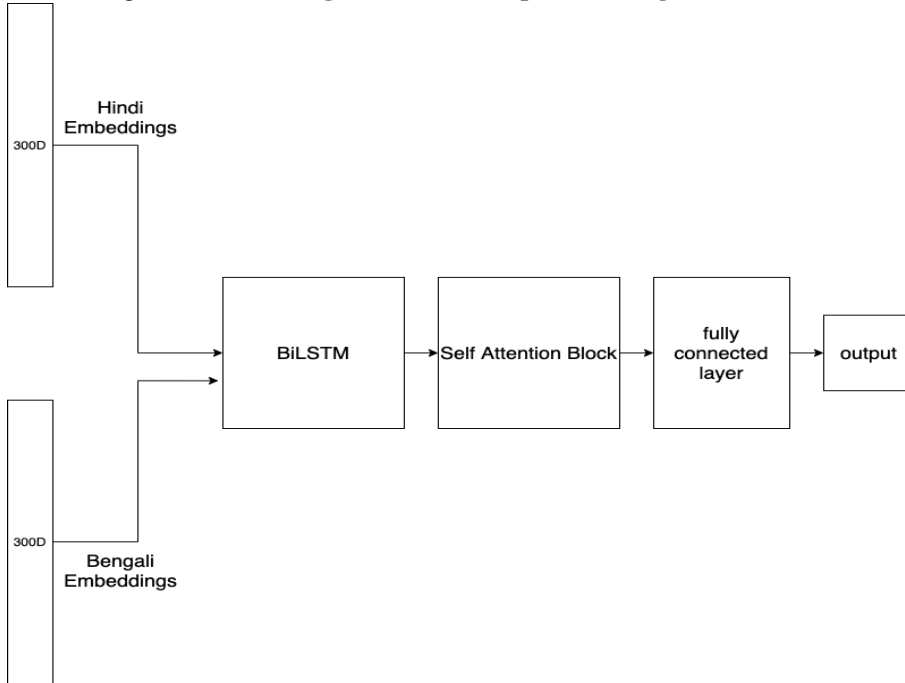 Hindi
Embeddings
300D
BiLSTM
Self Attention Block
fully
connected
layer
output
300D
Bengali
Embeddings